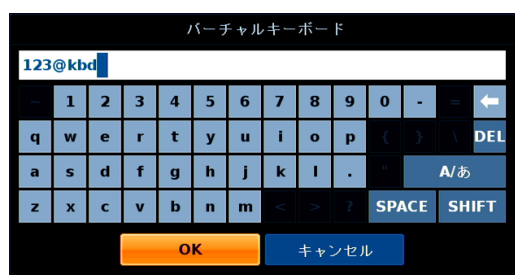 バーチャルキーボード
123@kbd
~ 1 2 3 4 5 6 7 8 9 0 - =
q w e r t y u i o p { } \ DEL
a s d f g h j k l . " A/あ
z x c v b n m < > ? SPACE SHIFT
OK キャンセル